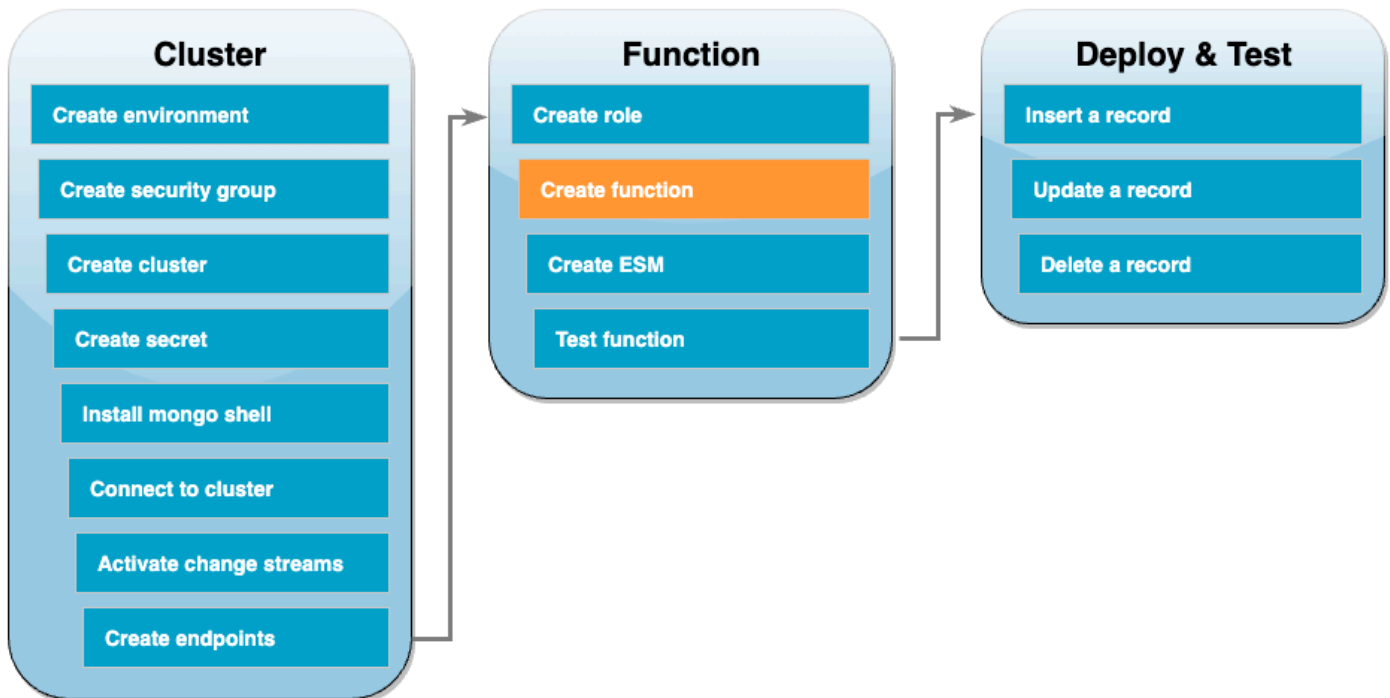 Cluster
Create environment
Create security group
Create cluster
Create secret
Install mongo shell
Connect to cluster
Activate change streams
Create endpoints
Function
Create role
Create function
Create ESM
Test function
Deploy & Test
Insert a record
Update a record
Delete a record